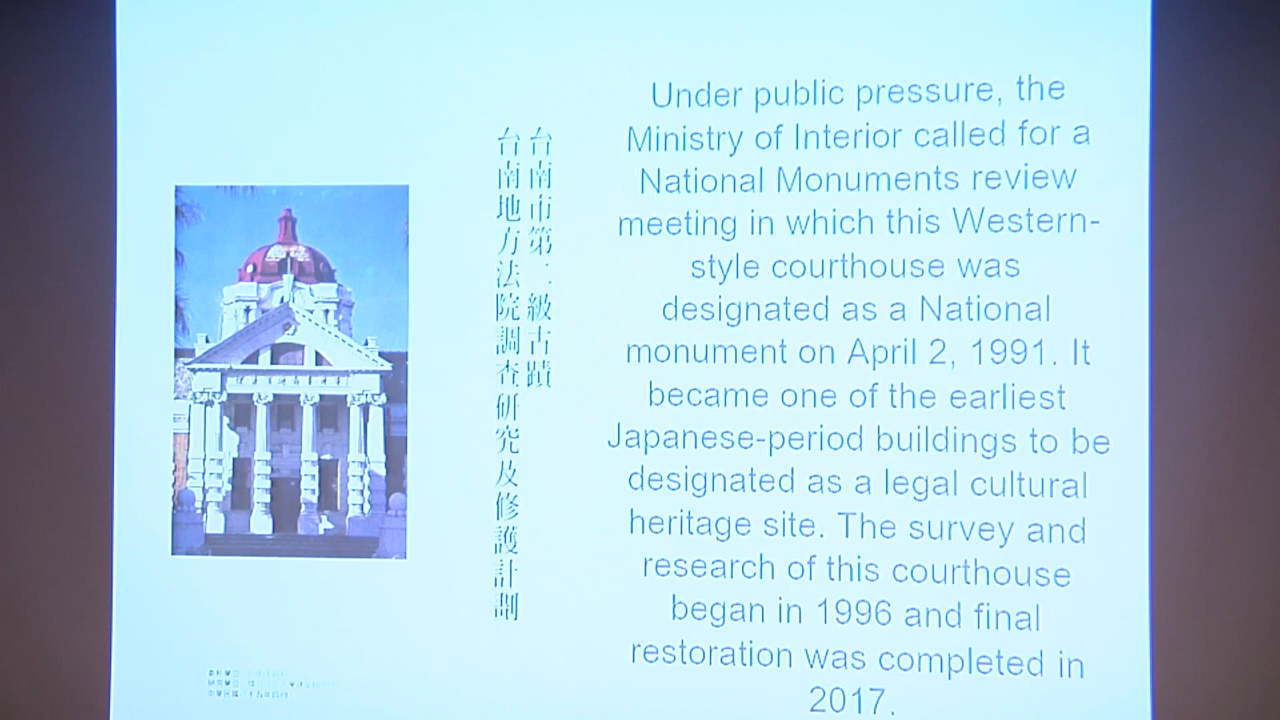 台南市第二級古蹟
台南地方法院調查研究及修護計劃
Under public pressure, the
Ministry of Interior called for a
National Monuments review
meeting in which this Western-
style courthouse was
designated as a National
monument on April 2, 1991. It
became one of the earliest
Japanese-period buildings to be
designated as a legal cultural
heritage site. The survey and
research of this courthouse
began in 1996 and final
restoration was completed in
2017.